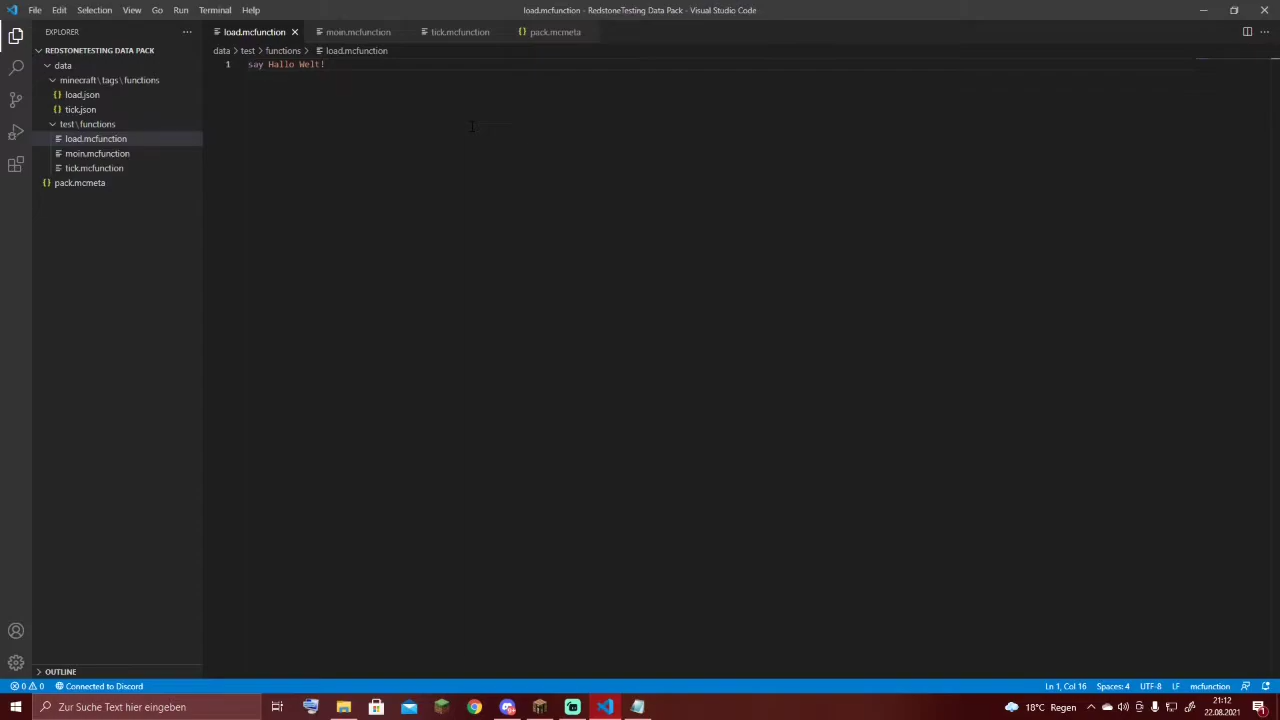 File Edit Selection View Go Run Terminal Help
load.mcfunction - RedstoneTesting Data Pack - Visual Studio Code
EXPLORER
load.mcfunction
moin.mcfunction
tick.mcfunction
pack.mcmeta
REDSTONETESTING DATA PACK
data > test > functions > load.mcfunction
data
1 say Hallo Welt!
minecraft\tags\functions
load.json
tick.json
test\functions
load.mcfunction
moin.mcfunction
tick.mcfunction
pack.mcmeta
OUTLINE
0 0 Connected to Discord
Ln 1, Col 16 Spaces: 4 UTF-8 LF mcfunction
Zur Suche Text hier eingeben
18°C Regen
21:12
22.08.2021
1